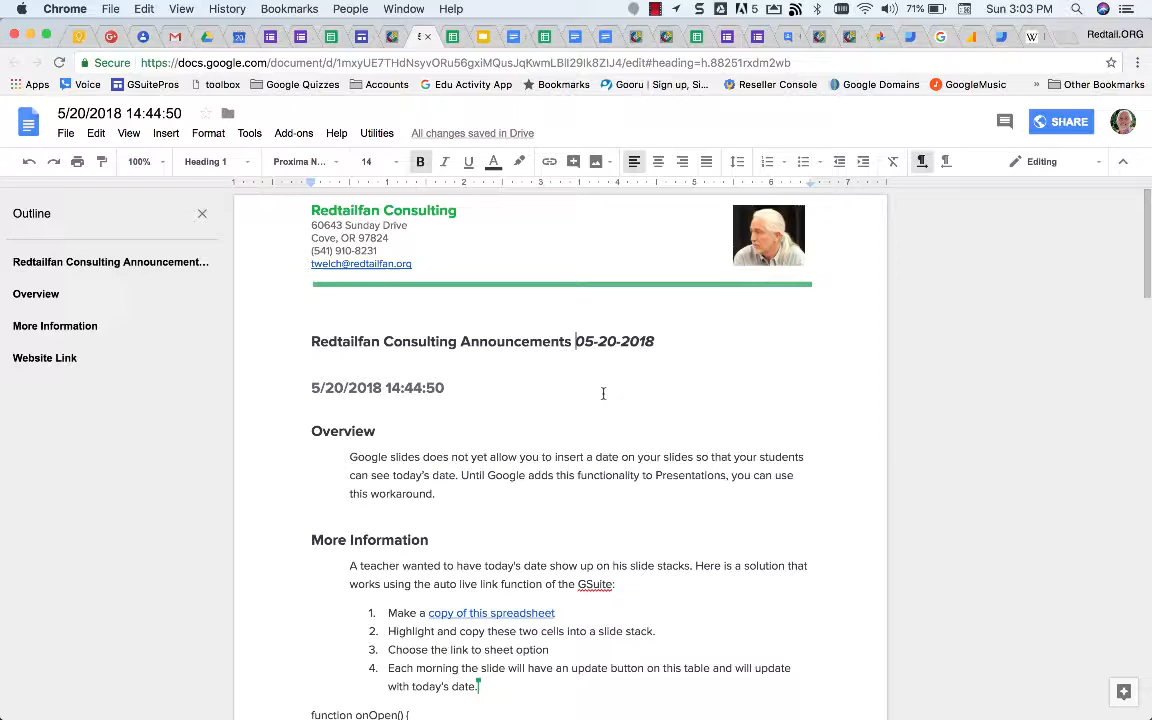 Chrome File Edit View History Bookmarks People Window Help 5 71% Sun 3:03 PM
Redtail.ORG
Secure https://docs.google.com/document/d/1mxyUE7THdNsyvORu56gxiMQusJqKwmLBlI29Ik8ZIJ4/edit#heading=h.88251rxdm2wb
Apps Voice GSuitePros toolbox Google Quizzes Accounts Edu Activity App Bookmarks Gooru | Sign up, Si... Reseller Console Google Domains GoogleMusic » Other Bookmarks
5/20/2018 14:44:50
SHARE
File Edit View Insert Format Tools Add-ons Help Utilities All changes saved in Drive
100% Heading 1 Proxima N... 14 B I U A Editing
1 1 2 3 4 5 6 7
Outline
Redtailfan Consulting Announcement...
Overview
More Information
Website Link
Redtailfan Consulting
60643 Sunday Drive
Cove, OR 97824
(541) 910-8231
twelch@redtailfan.org
Redtailfan Consulting Announcements 05-20-2018
5/20/2018 14:44:50
Overview
Google slides does not yet allow you to insert a date on your slides so that your students
can see today's date. Until Google adds this functionality to Presentations, you can use
this workaround.
More Information
A teacher wanted to have today's date show up on his slide stacks. Here is a solution that
works using the auto live link function of the GSuite:
1. Make a copy of this spreadsheet
2. Highlight and copy these two cells into a slide stack.
3. Choose the link to sheet option
4. Each morning the slide will have an update button on this table and will update
with today's date.
function onOpen() {